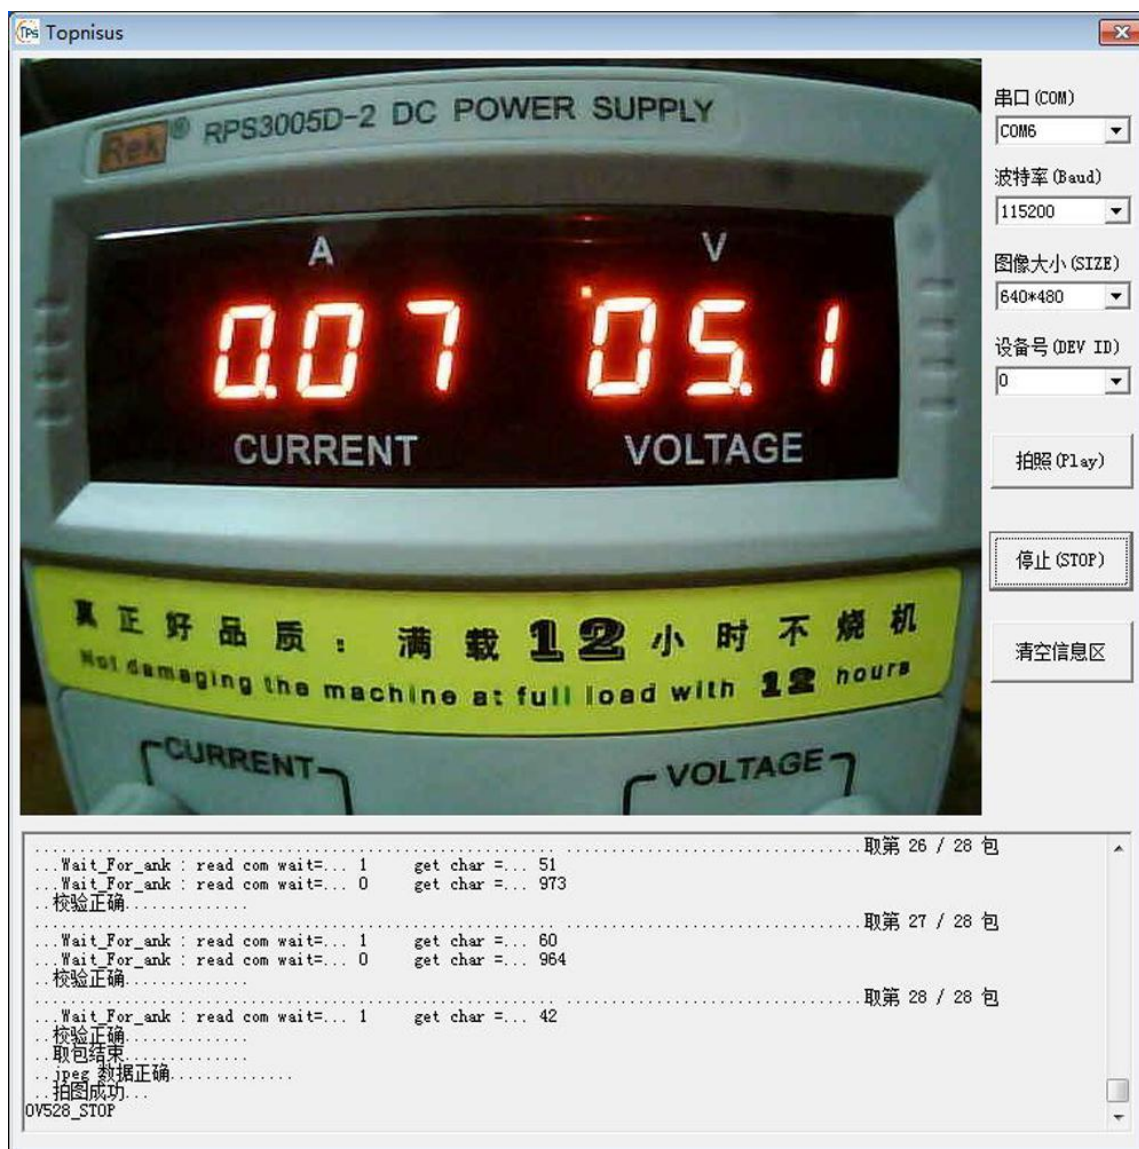 TPS Topnisus
Rek® RPS3005D-2 DC POWER SUPPLY
A V
0.07 05.1
CURRENT VOLTAGE
真正好品质：满载12小时不烧机
Not damaging the machine at full load with 12 hours
CURRENT VOLTAGE
串口(COM)
COM6
波特率(Baud)
115200
图像大小(SIZE)
640*480
设备号(DEV ID)
0
拍照(Play)
停止(STOP)
清空信息区
取第 26 / 28 包
...Wait_For_ank : read com wait=... 1 get char =... 51
...Wait_For_ank : read com wait=... 0 get char =... 973
..校验正确..............
取第 27 / 28 包
...Wait_For_ank : read com wait=... 1 get char =... 60
...Wait_For_ank : read com wait=... 0 get char =... 964
..校验正确..............
取第 28 / 28 包
...Wait_For_ank : read com wait=... 1 get char =... 42
..校验正确..............
..取包结束..............
..jpeg 数据正确..............
..拍图成功...
OV528_STOP